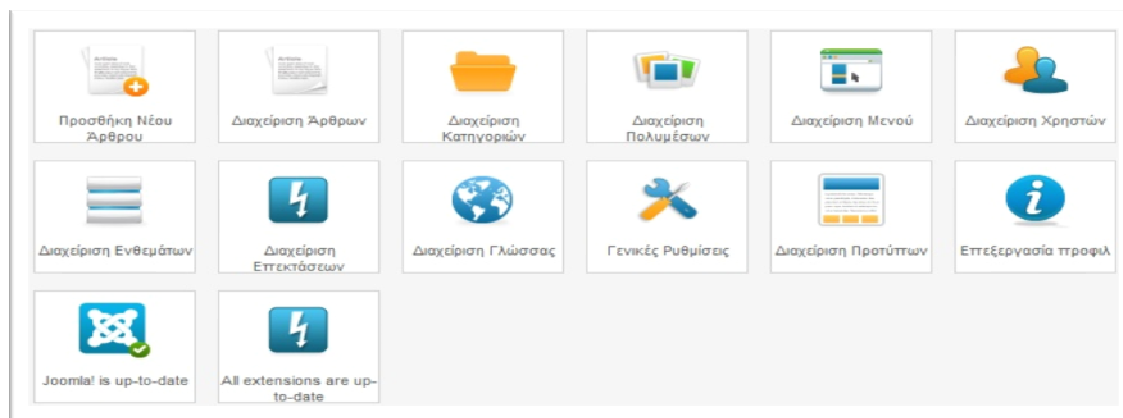 Προσθήκη Νέου
Άρθρου
Διαχείριση Άρθρων
Διαχείριση
Κατηγοριών
Διαχείριση
Πολυμέσων
Διαχείριση Μενού
Διαχείριση Χρηστών
Διαχείριση Ενθεμάτων
Διαχείριση
Επεκτάσεων
Διαχείριση Γλώσσας
Γενικές Ρυθμίσεις
Διαχείριση Προτύπων
Επεξεργασία προφιλ
Joomla! is up-to-date
All extensions are up-
to-date